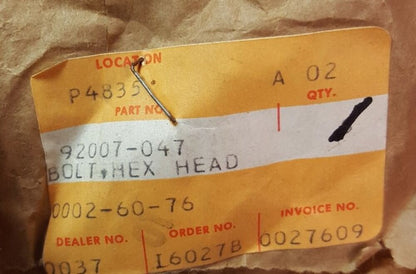 LOCATION
P4835 A 02
PART NO. QTY.
92007-047
BOLT,HEX HEAD
0002-60-76
DEALER NO. ORDER NO. INVOICE NO.
0037 I6027B 0027609